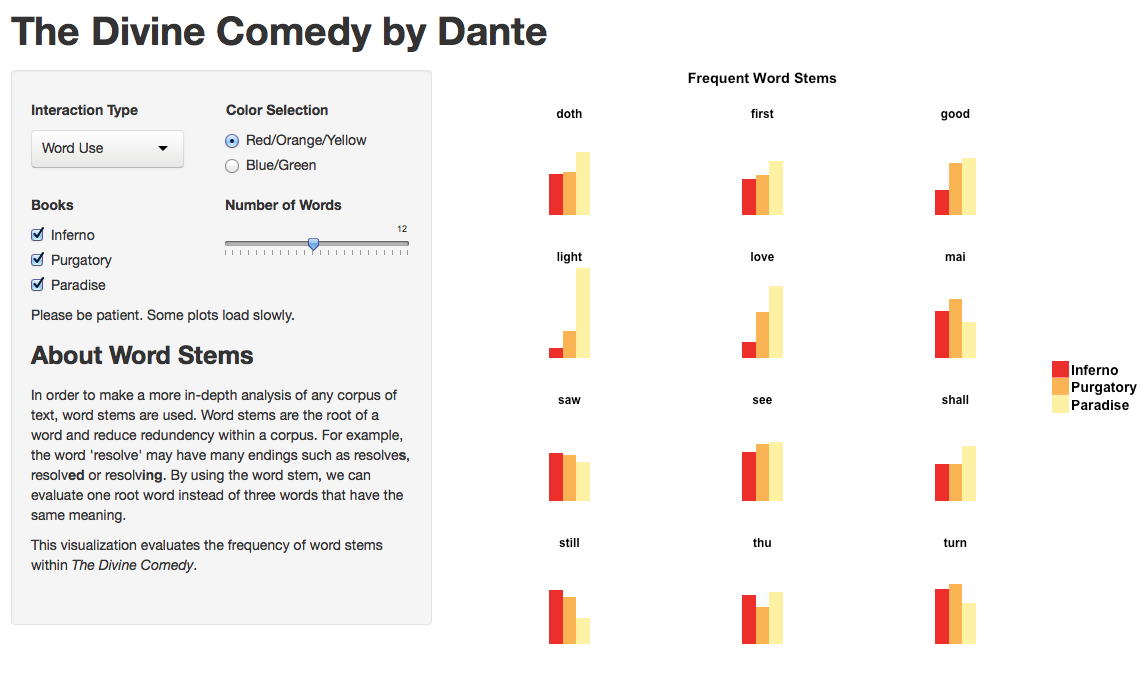 The Divine Comedy by Dante
Interaction Type
Word Use
Color Selection
Red/Orange/Yellow
Blue/Green
Books
Inferno
Purgatory
Paradise
Number of Words
12
Please be patient. Some plots load slowly.
About Word Stems
In order to make a more in-depth analysis of any corpus of
text, word stems are used. Word stems are the root of a
word and reduce redundency within a corpus. For example,
the word 'resolve' may have many endings such as resolves,
resolved or resolving. By using the word stem, we can
evaluate one root word instead of three words that have the
same meaning.
This visualization evaluates the frequency of word stems
within The Divine Comedy.
Frequent Word Stems
doth first good
light love mai
saw see shall
still thu turn
Inferno
Purgatory
Paradise